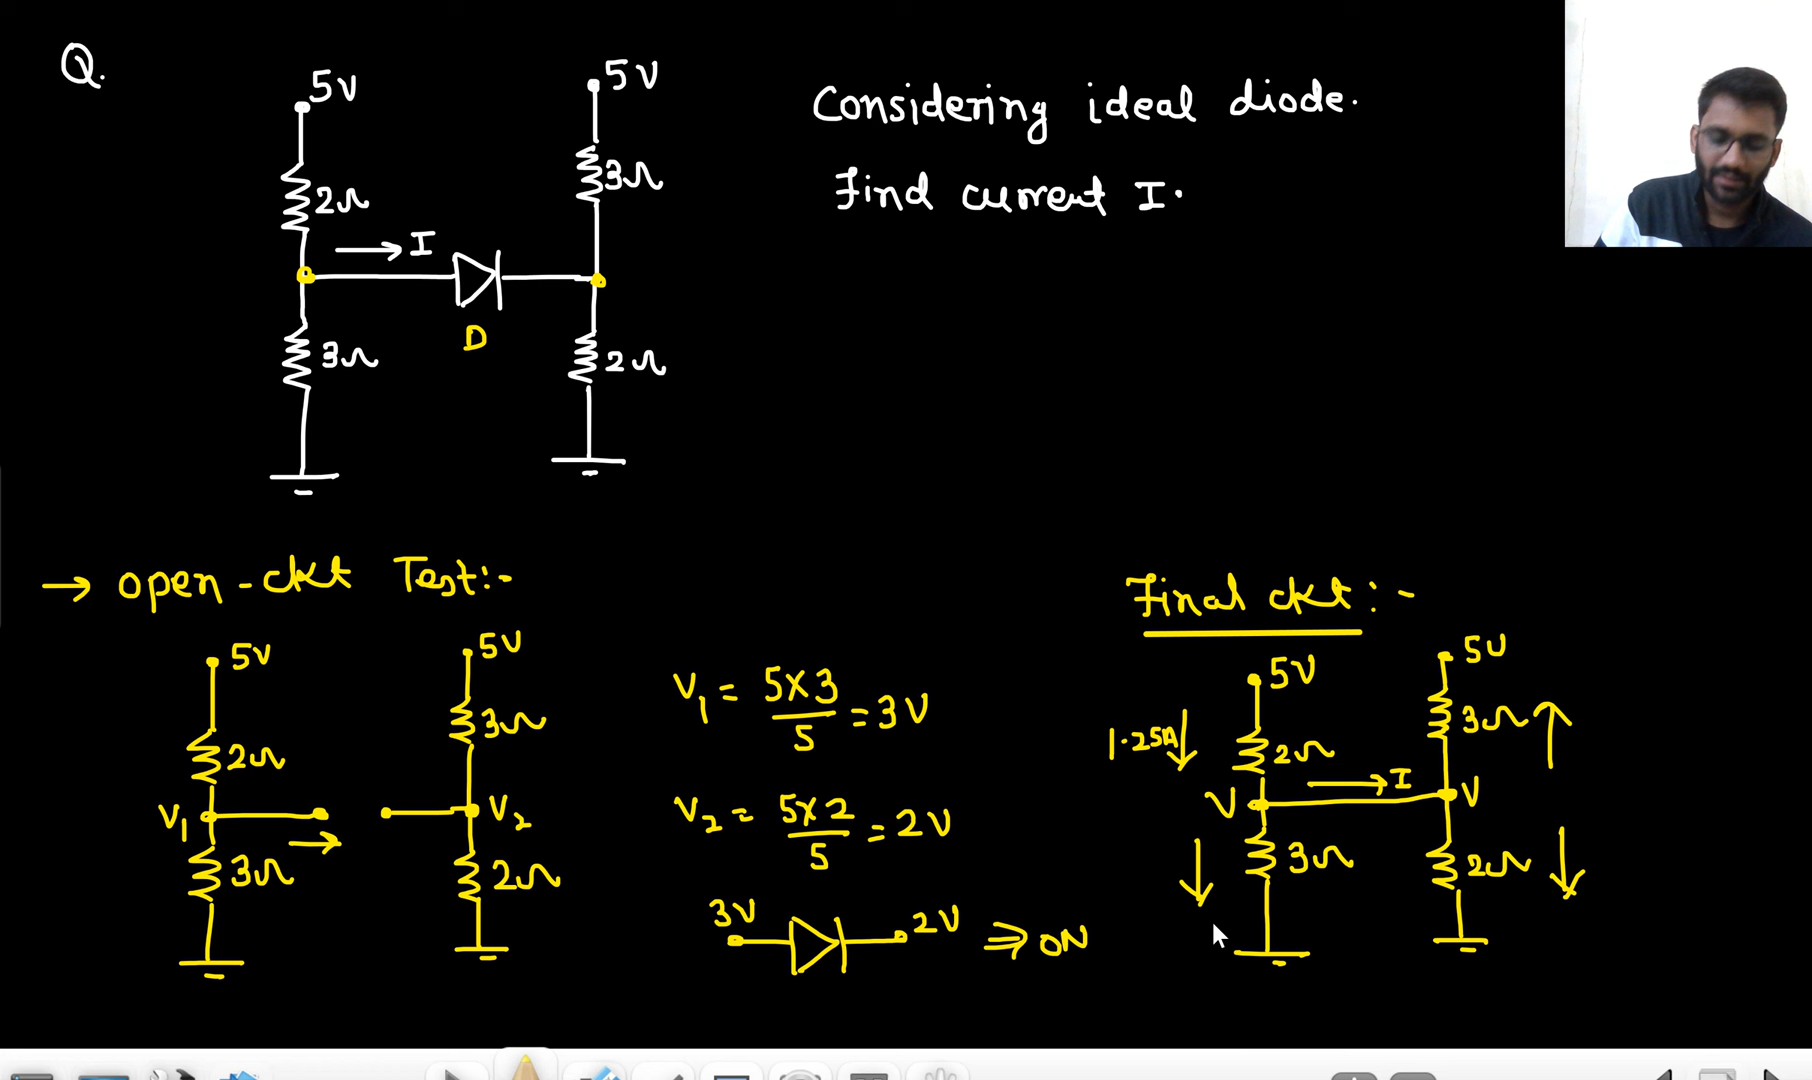 Q.
5V
5V
2Ω
3Ω
I
D
3Ω
2Ω
Considering ideal diode.
Find current I.
→ open-ckt Test:-
5V
5V
2Ω
3Ω
V1
V2
3Ω
2Ω
V1 = 5×3/5 = 3V
V2 = 5×2/5 = 2V
3V
2V
⇒ ON
Final ckt:-
5V
5V
1.25A
2Ω
3Ω
I
V
V
3Ω
2Ω